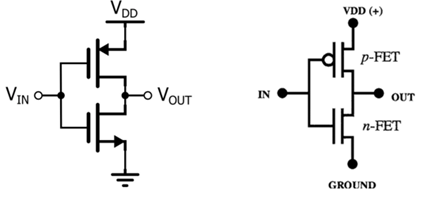 VDD
VIN
VOUT
VDD (+)
p-FET
IN
OUT
n-FET
GROUND